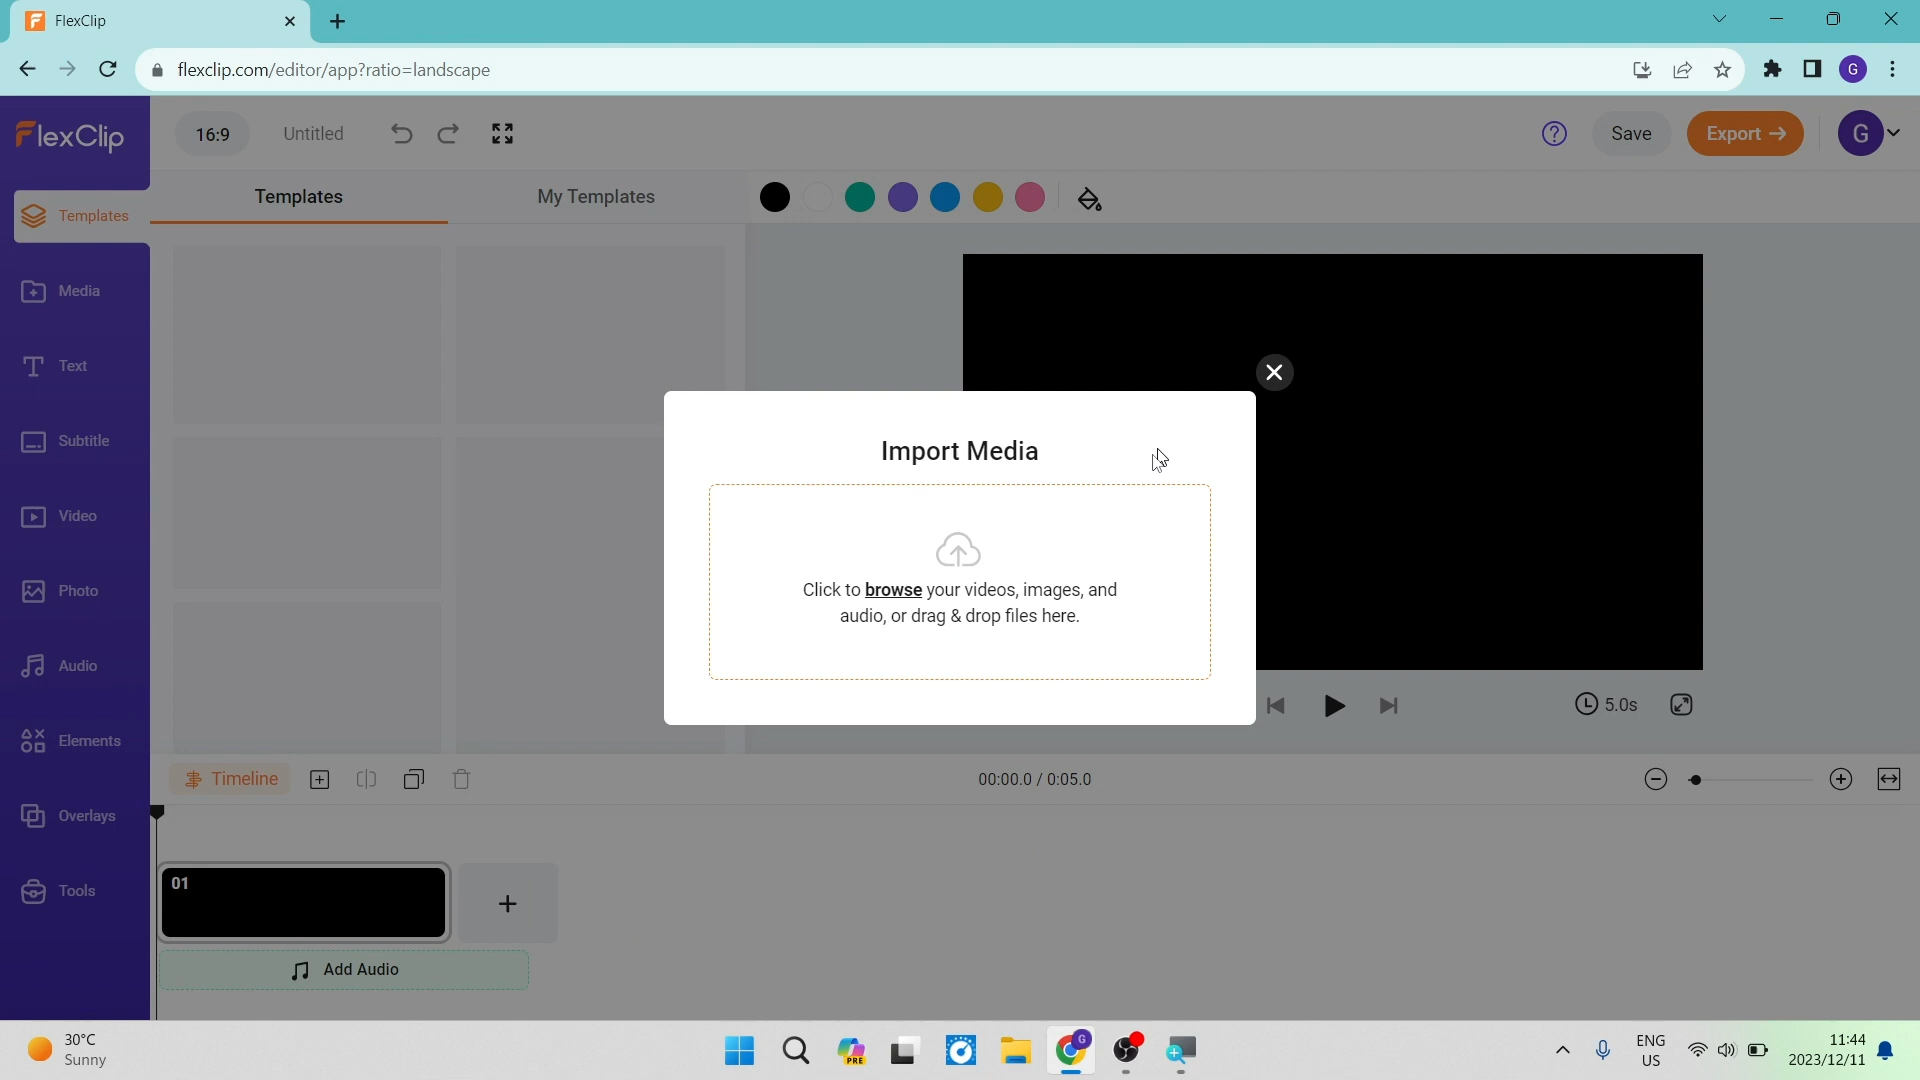 FlexClip
flexclip.com/editor/app?ratio=landscape
G
FlexClip
16:9
Untitled
Save
Export
G
Templates
My Templates
Templates
Media
Text
Subtitle
Video
Photo
Audio
Elements
Overlays
Tools
Import Media
Click to browse your videos, images, and
audio, or drag & drop files here.
5.0s
Timeline
00:00.0 / 0:05.0
01
+
Add Audio
30°C
Sunny
PRE
G
ENG
US
11:44
2023/12/11